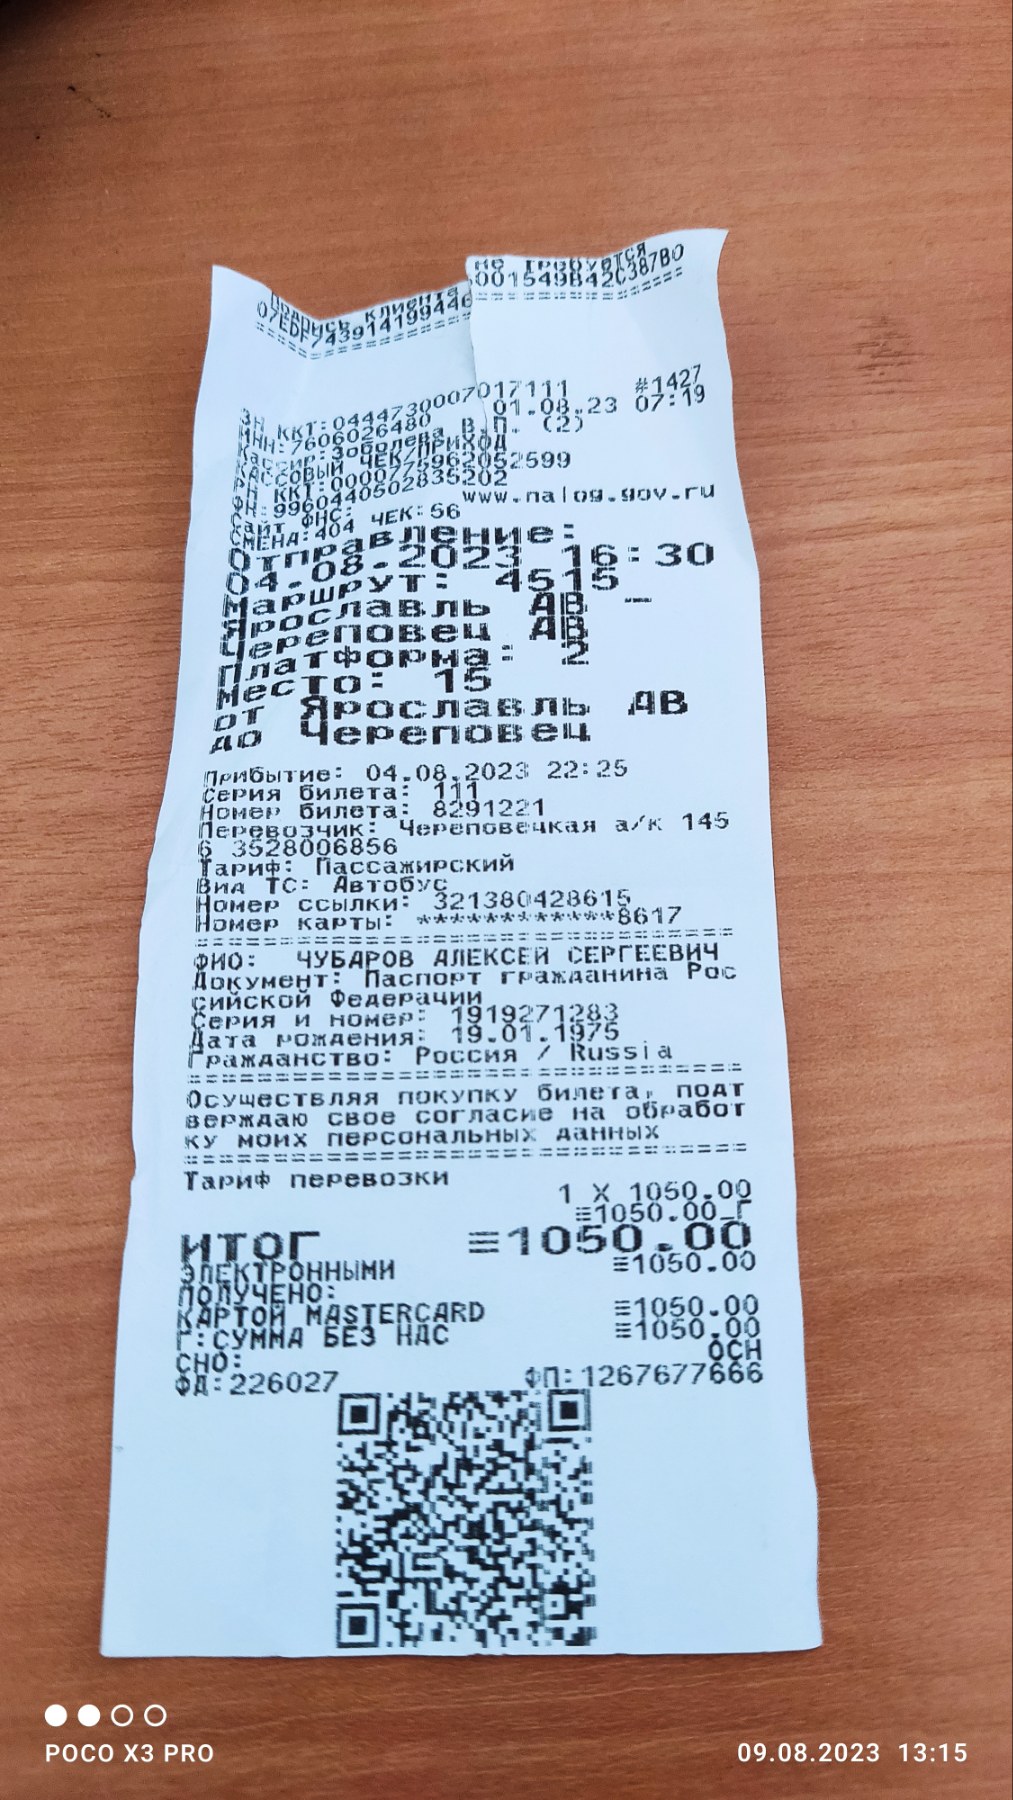 Подпись клиента не требуется
07EDF743914199446001549842C387B0
================================
ЗН ККТ:0444730007017111 #1427
ИНН:7606026480 01.08.23 07:19
Кассир:Зоболева В.П. (2)
КАССОВЫЙ ЧЕК/ПРИХОД
РН ККТ:0000775962052599
ФН:9960440502835202
Сайт ФНС: www.nalog.gov.ru
СМЕНА:404 ЧЕК:56
Отправление:
04.08.2023 16:30
Маршрут: 4515
Ярославль АВ -
Череповец АВ
Платформа: 2
Место: 15
от Ярославль АВ
до Череповец
Прибытие: 04.08.2023 22:25
Серия билета: 111
Номер билета: 8291221
Перевозчик: Череповецкая а/к 145
6 3528006856
Тариф: Пассажирский
Вид ТС: Автобус
Номер ссылки: 321380428615
Номер карты: ************8617
================================
ФИО: ЧУБАРОВ АЛЕКСЕЙ СЕРГЕЕВИЧ
Документ: Паспорт гражданина Рос
сийской Федерации
Серия и номер: 1919271283
Дата рождения: 19.01.1975
Гражданство: Россия / Russia
================================
Осуществляя покупку билета, подт
верждаю свое согласие на обработ
ку моих персональных данных
================================
Тариф перевозки
1 X 1050.00
≡1050.00_Г
ИТОГ ≡1050.00
ЭЛЕКТРОННЫМИ ≡1050.00
ПОЛУЧЕНО:
КАРТОЙ MASTERCARD ≡1050.00
Г:СУММА БЕЗ НДС ≡1050.00
СНО: ОСН
ФД:226027 ФП:1267677666
POCO X3 PRO 09.08.2023 13:15